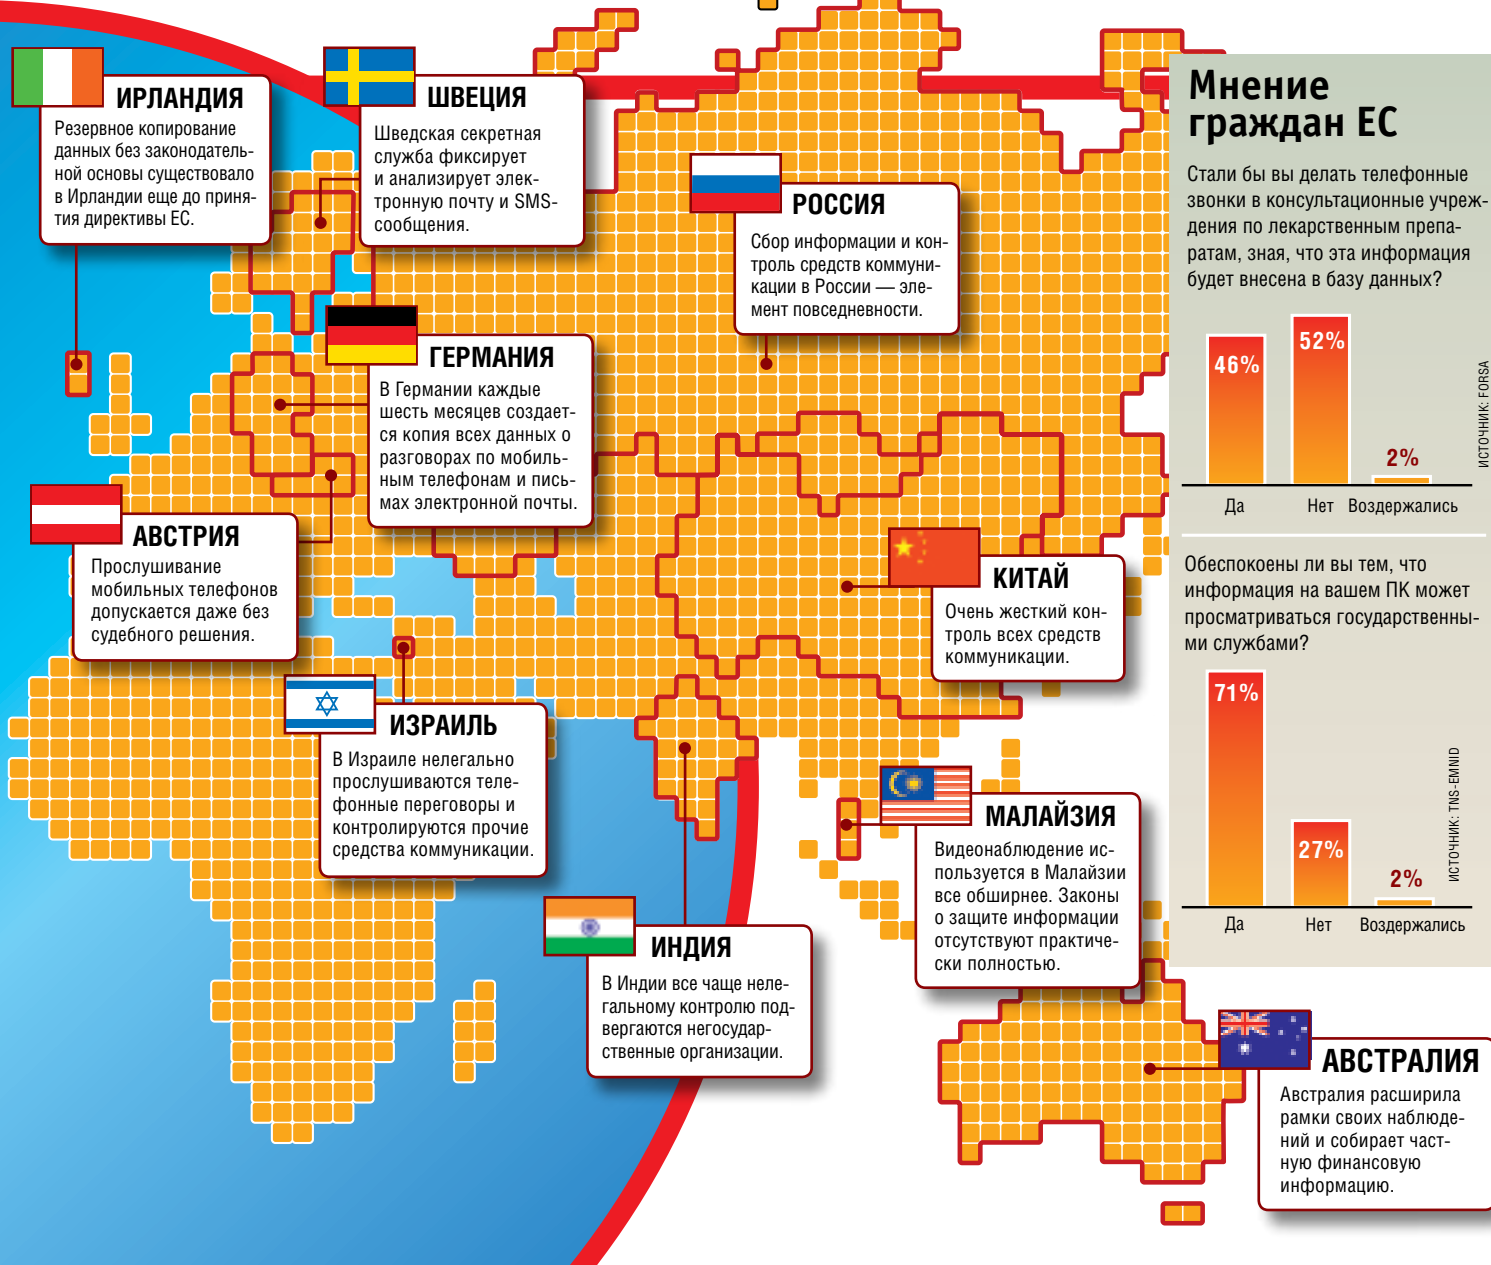 ИРЛАНДИЯ
Резервное копирование
данных без законодатель-
ной основы существовало
в Ирландии еще до приня-
тия директивы ЕС.
ШВЕЦИЯ
Шведская секретная
служба фиксирует
и анализирует элек-
тронную почту и SMS-
сообщения.
РОССИЯ
Сбор информации и кон-
троль средств коммуни-
кации в России — эле-
мент повседневности.
ГЕРМАНИЯ
В Германии каждые
шесть месяцев создает-
ся копия всех данных о
разговорах по мобиль-
ным телефонам и пись-
мах электронной почты.
АВСТРИЯ
Прослушивание
мобильных телефонов
допускается даже без
судебного решения.
КИТАЙ
Очень жесткий кон-
троль всех средств
коммуникации.
ИЗРАИЛЬ
В Израиле нелегально
прослушиваются теле-
фонные переговоры и
контролируются прочие
средства коммуникации.
МАЛАЙЗИЯ
Видеонаблюдение ис-
пользуется в Малайзии
все обширнее. Законы
о защите информации
отсутствуют практиче-
ски полностью.
ИНДИЯ
В Индии все чаще неле-
гальному контролю под-
вергаются негосудар-
ственные организации.
АВСТРАЛИЯ
Австралия расширила
рамки своих наблюде-
ний и собирает част-
ную финансовую
информацию.
Мнение
граждан ЕС
Стали бы вы делать телефонные
звонки в консультационные учреж-
дения по лекарственным препа-
ратам, зная, что эта информация
будет внесена в базу данных?
46%
52%
2%
Да
Нет
Воздержались
ИСТОЧНИК: FORSA
Обеспокоены ли вы тем, что
информация на вашем ПК может
просматриваться государственны-
ми службами?
71%
27%
2%
Да
Нет
Воздержались
ИСТОЧНИК: TNS-EMNID